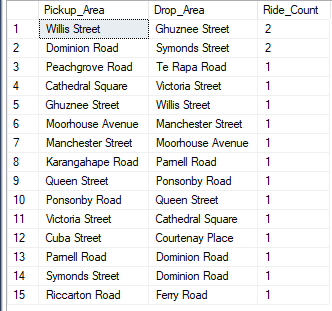 Pickup_Area Drop_Area Ride_Count
1 Willis Street Ghuznee Street 2
2 Dominion Road Symonds Street 2
3 Peachgrove Road Te Rapa Road 1
4 Cathedral Square Victoria Street 1
5 Ghuznee Street Willis Street 1
6 Moorhouse Avenue Manchester Street 1
7 Manchester Street Moorhouse Avenue 1
8 Karangahape Road Parnell Road 1
9 Queen Street Ponsonby Road 1
10 Ponsonby Road Queen Street 1
11 Victoria Street Cathedral Square 1
12 Cuba Street Courtenay Place 1
13 Parnell Road Dominion Road 1
14 Symonds Street Dominion Road 1
15 Riccarton Road Ferry Road 1